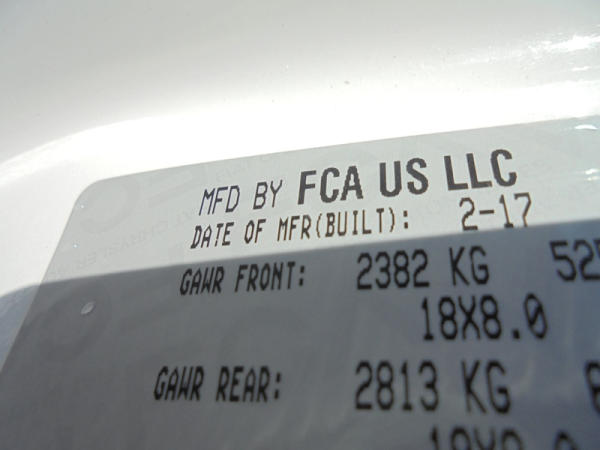 MFD BY FCA US LLC
DATE OF MFR(BUILT): 2-17
GAWR FRONT: 2382 KG 525
18X8.0
GAWR REAR: 2813 KG